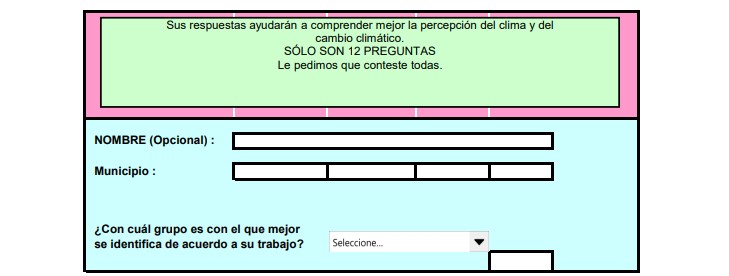 Sus respuestas ayudarán a comprender mejor la percepción del clima y del
cambio climático.
SÓLO SON 12 PREGUNTAS
Le pedimos que conteste todas.
NOMBRE (Opcional) :
Municipio :
¿Con cuál grupo es con el que mejor
se identifica de acuerdo a su trabajo?
Seleccione...